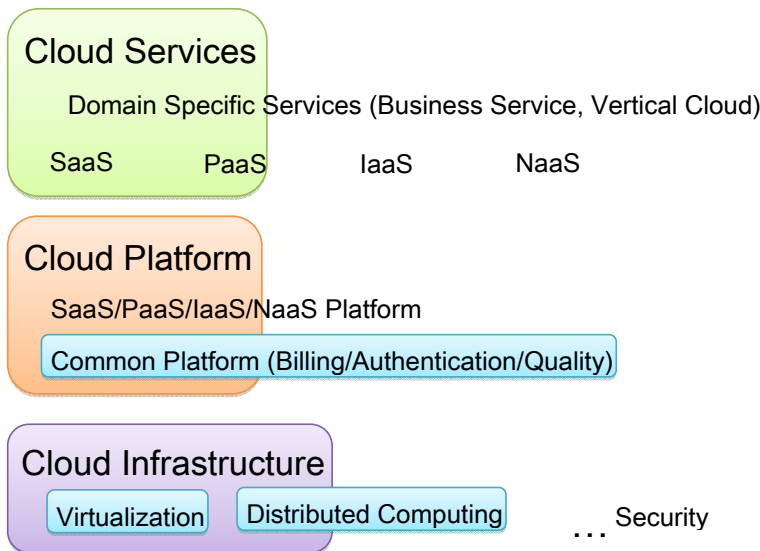 Cloud Services
Domain Specific Services (Business Service, Vertical Cloud)
SaaS PaaS IaaS NaaS
Cloud Platform
SaaS/PaaS/IaaS/NaaS Platform
Common Platform (Billing/Authentication/Quality)
Cloud Infrastructure
Virtualization Distributed Computing ... Security